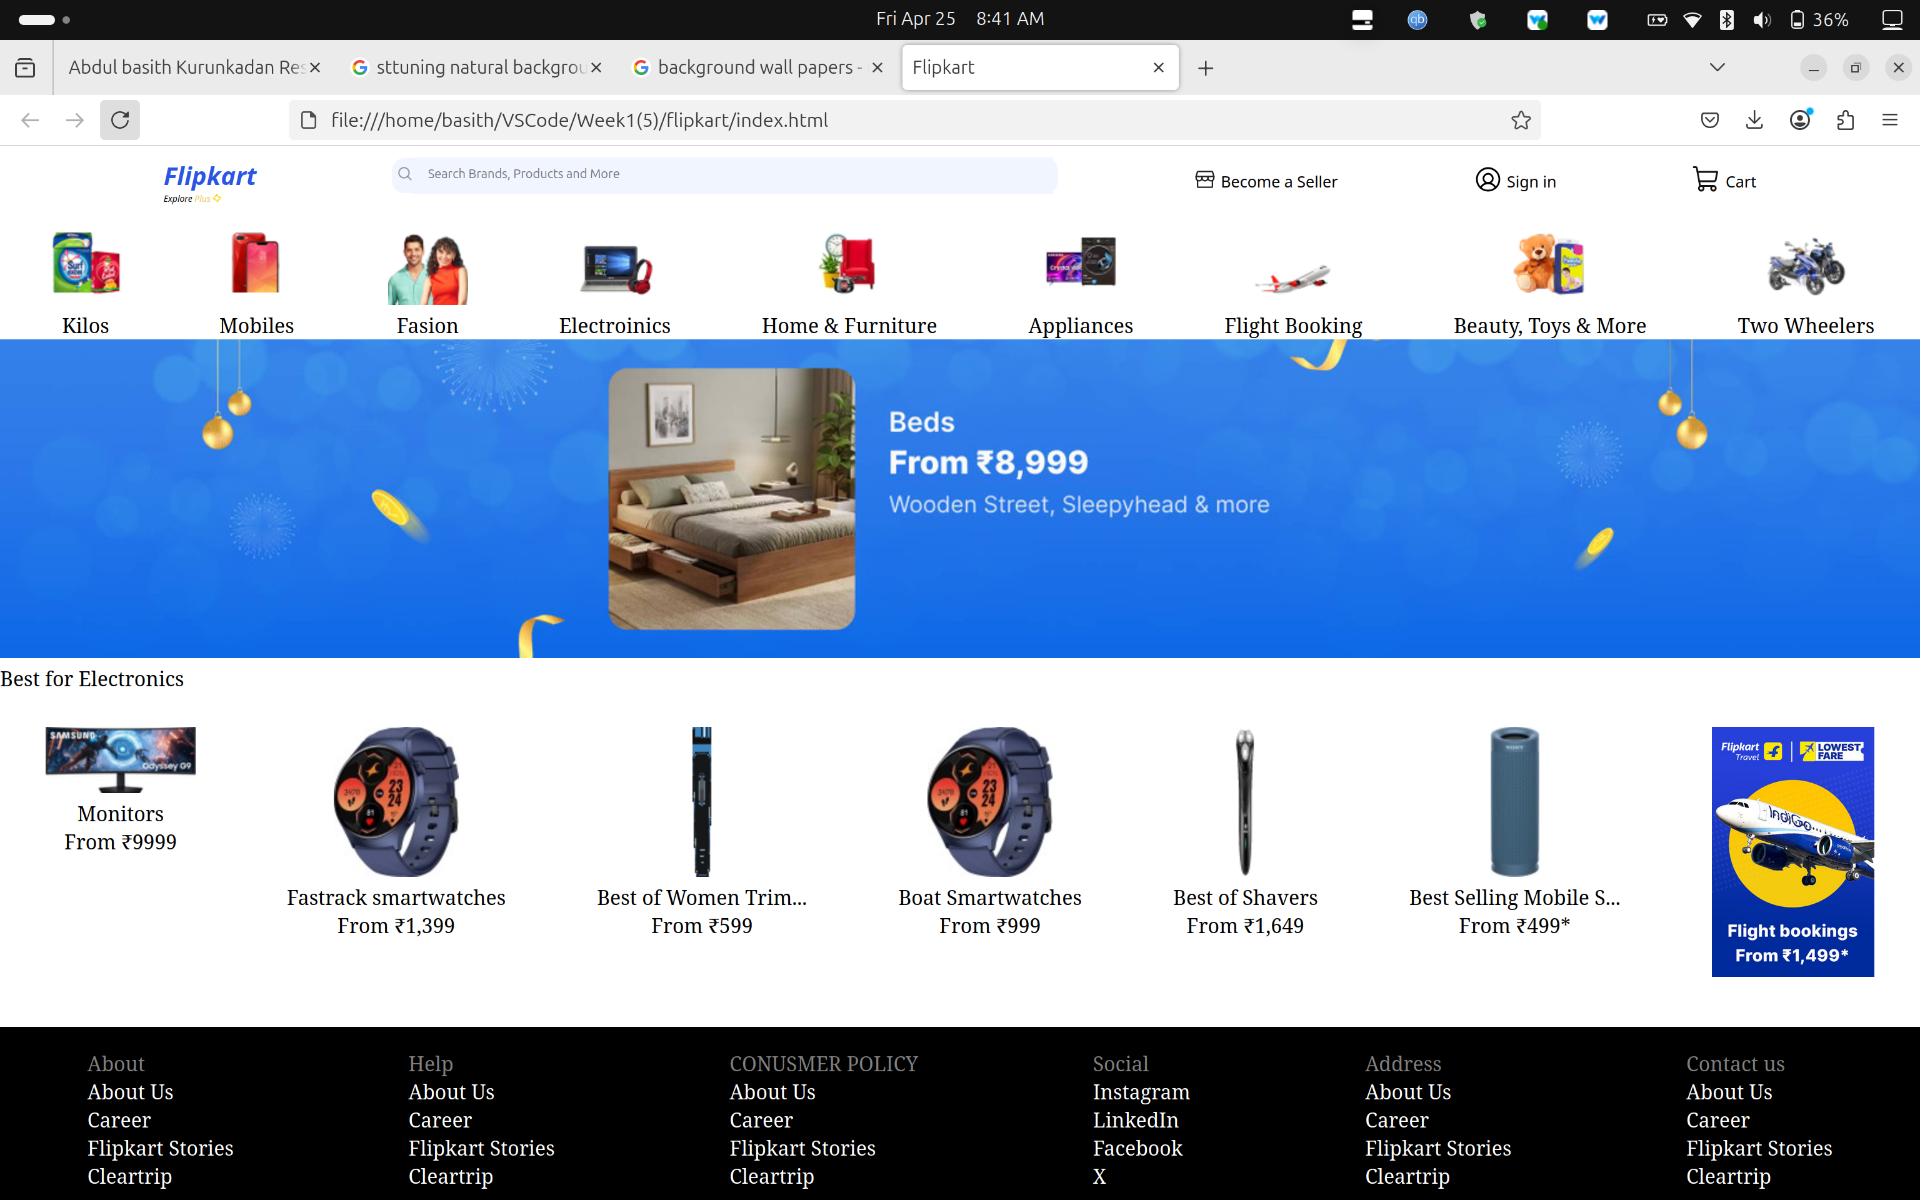 Fri Apr 25 8:41 AM
36%
Abdul basith Kurunkadan Res
sttuning natural backgrou
background wall papers -
Flipkart
file:///home/basith/VSCode/Week1(5)/flipkart/index.html
Flipkart
Explore Plus
Search Brands, Products and More
Become a Seller
Sign in
Cart
Kilos
Mobiles
Fasion
Electroinics
Home & Furniture
Appliances
Flight Booking
Beauty, Toys & More
Two Wheelers
Beds
From ₹8,999
Wooden Street, Sleepyhead & more
Best for Electronics
SAMSUNG
Odyssey G9
Monitors
From ₹9999
Fastrack smartwatches
From ₹1,399
Best of Women Trim...
From ₹599
Boat Smartwatches
From ₹999
Best of Shavers
From ₹1,649
SONY
Best Selling Mobile S...
From ₹499*
Flipkart
Travel
LOWEST
FARE
IndiGo
Flight bookings
From ₹1,499*
About
About Us
Career
Flipkart Stories
Cleartrip
Help
About Us
Career
Flipkart Stories
Cleartrip
CONUSMER POLICY
About Us
Career
Flipkart Stories
Cleartrip
Social
Instagram
LinkedIn
Facebook
X
Address
About Us
Career
Flipkart Stories
Cleartrip
Contact us
About Us
Career
Flipkart Stories
Cleartrip